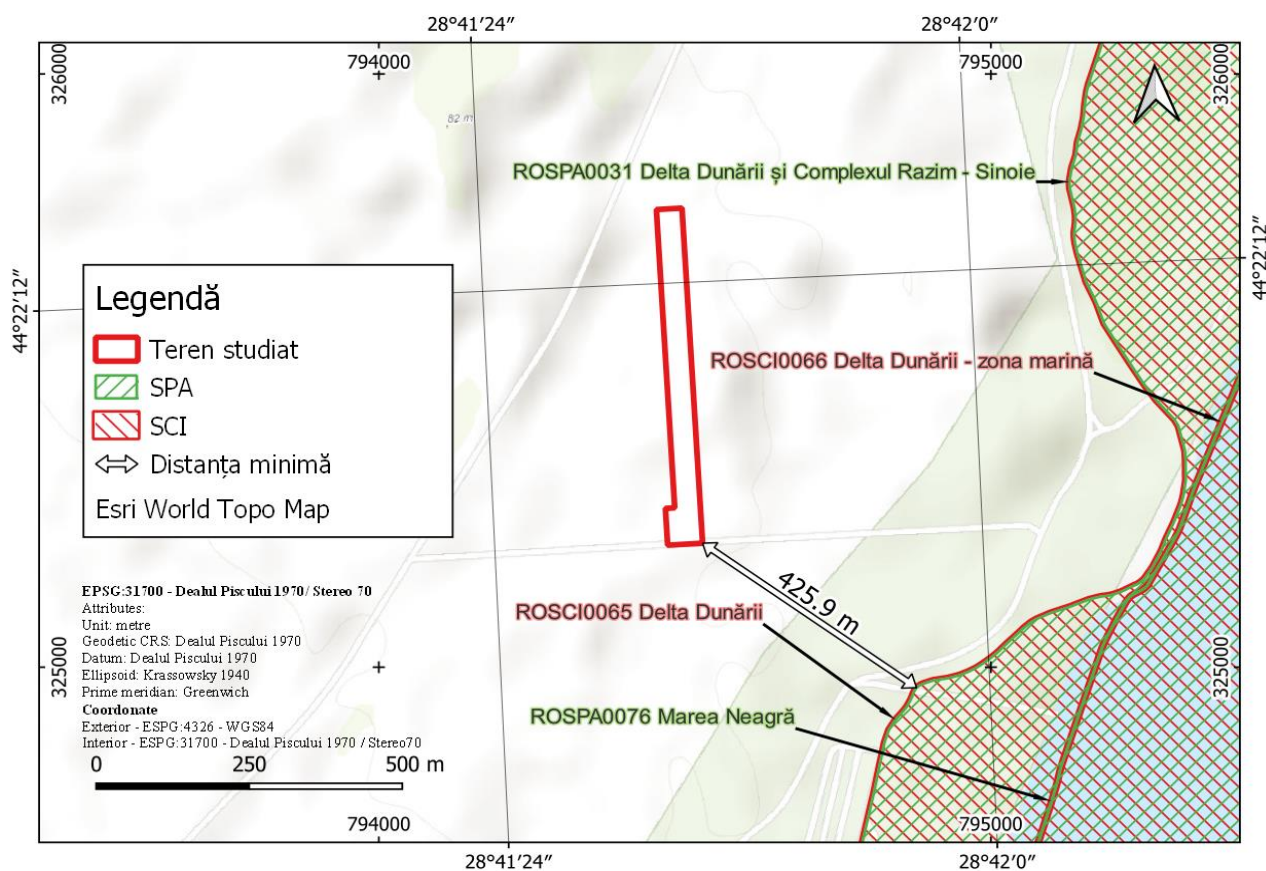 28°41′24″
28°42′0″
794000
795000
326000
326000
82 m
ROSPA0031 Delta Dunării și Complexul Razim - Sinoie
44°22′12″
44°22′12″
Legendă
Teren studiat
SPA
SCI
Distanța minimă
Esri World Topo Map
ROSCI0066 Delta Dunării - zona marină
425.9 m
EPSG:31700 - Dealul Piscului 1970/ Stereo 70
Attributes:
Unit: metre
Geodetic CRS: Dealul Piscului 1970
Datum: Dealul Piscului 1970
Ellipsoid: Krassowsky 1940
Prime meridian: Greenwich
Coordonate
Exterior - ESPG:4326 - WGS84
Interior - ESPG:31700 - Dealul Piscului 1970 / Stereo70
ROSCI0065 Delta Dunării
325000
325000
ROSPA0076 Marea Neagră
0 250 500 m
794000
795000
28°41′24″
28°42′0″